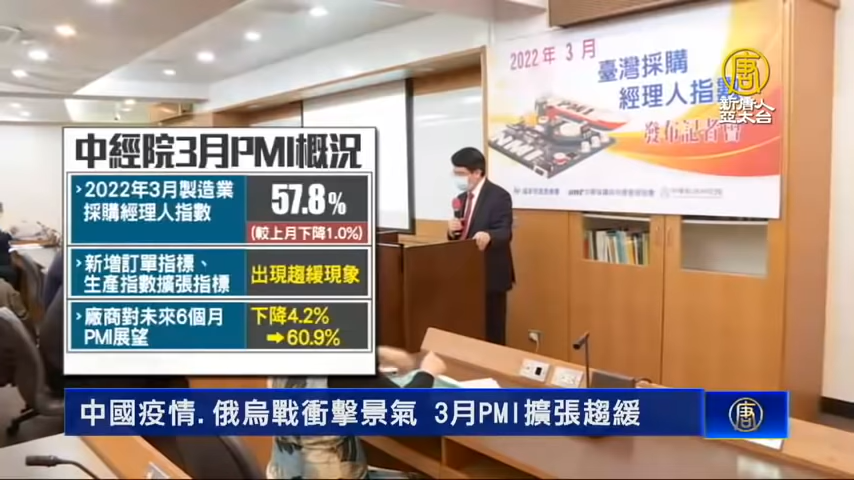 2022年 3 月
臺灣採購
經理人指數
PMI
發布記者會
唐
新唐人
亞太台
中經院3月PMI概況
›2022年3月製造業
採購經理人指數
57.8%
(較上月下降1.0%)
›新增訂單指標、
生產指數擴張指標
出現趨緩現象
›廠商對未來6個月
PMI展望
下降4.2%
➡60.9%
中國疫情.俄烏戰衝擊景氣 3月PMI擴張趨緩
唐